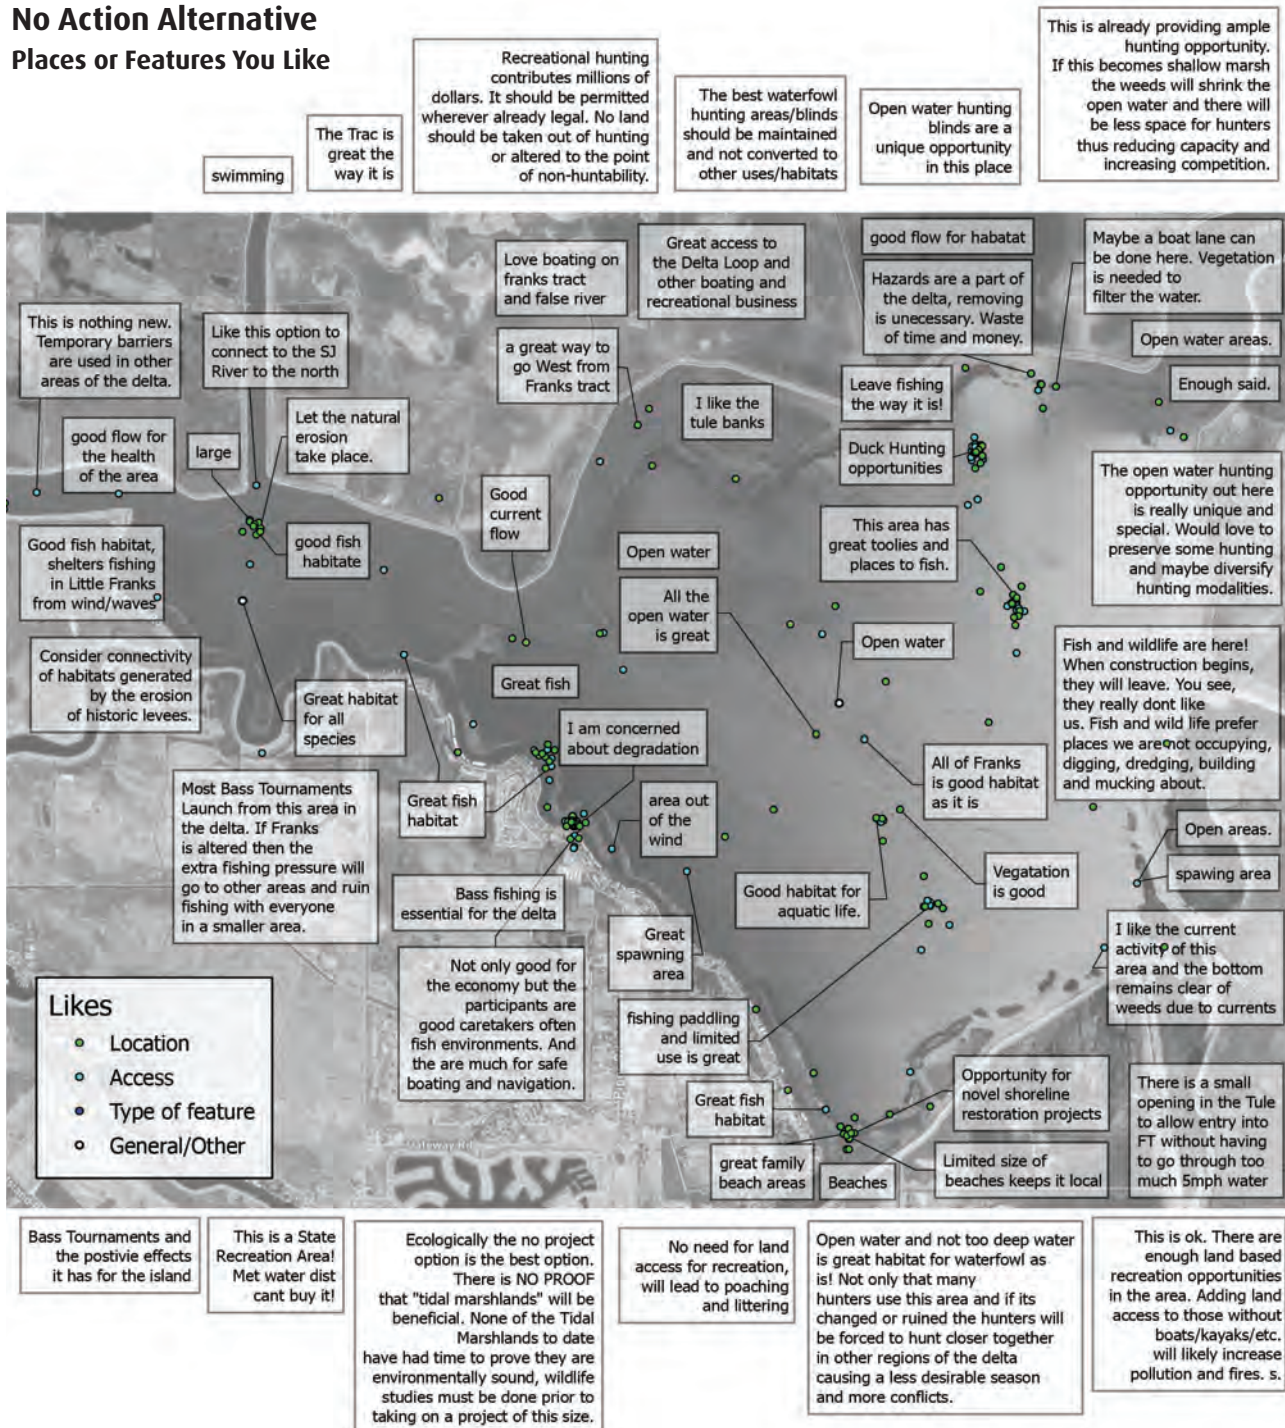 No Action Alternative
Places or Features You Like
swimming
The Trac is
great the
way it is
Recreational hunting
contributes millions of
dollars. It should be permitted
wherever already legal. No land
should be taken out of hunting
or altered to the point
of non-huntability.
The best waterfowl
hunting areas/blinds
should be maintained
and not converted to
other uses/habitats
Open water hunting
blinds are a
unique opportunity
in this place
This is already providing ample
hunting opportunity.
If this becomes shallow marsh
the weeds will shrink the
open water and there will
be less space for hunters
thus reducing capacity and
increasing competition.
This is nothing new.
Temporary barriers
are used in other
areas of the delta.
Like this option to
connect to the SJ
River to the north
Love boating on
franks tract
and false river
Great access to
the Delta Loop and
other boating and
recreational business
good flow for habatat
Hazards are a part of
the delta, removing
is unecessary. Waste
of time and money.
Maybe a boat lane can
be done here. Vegetation
is needed to
filter the water.
Open water areas.
Enough said.
a great way to
go West from
Franks tract
I like the
tule banks
Leave fishing
the way it is!
Duck Hunting
opportunities
good flow for
the health
of the area
large
Let the natural
erosion
take place.
Good
current
flow
The open water hunting
opportunity out here
is really unique and
special. Would love to
preserve some hunting
and maybe diversify
hunting modalities.
Good fish habitat,
shelters fishing
in Little Franks
from wind/waves
good fish
habitate
Open water
This area has
great toolies and
places to fish.
All the
open water
is great
Open water
Consider connectivity
of habitats generated
by the erosion
of historic levees.
Great habitat
for all
species
Great fish
I am concerned
about degradation
Fish and wildlife are here!
When construction begins,
they will leave. You see,
they really dont like
us. Fish and wild life prefer
places we are not occupying,
digging, dredging, building
and mucking about.
All of Franks
is good habitat
as it is
Most Bass Tournaments
Launch from this area in
the delta. If Franks
is altered then the
extra fishing pressure will
go to other areas and ruin
fishing with everyone
in a smaller area.
Great fish
habitat
area out
of the
wind
Open areas.
spawing area
Bass fishing is
essential for the delta
Good habitat for
aquatic life.
Vegatation
is good
Great
spawning
area
I like the current
activity of this
area and the bottom
remains clear of
weeds due to currents
Not only good for
the economy but the
participants are
good caretakers often
fish environments. And
the are much for safe
boating and navigation.
fishing paddling
and limited
use is great
Likes
Location
Access
Type of feature
General/Other
Great fish
habitat
Opportunity for
novel shoreline
restoration projects
There is a small
opening in the Tule
to allow entry into
FT without having
to go through too
much 5mph water
great family
beach areas
Beaches
Limited size of
beaches keeps it local
Gateway Rd
Bass Tournaments and
the postivie effects
it has for the island
This is a State
Recreation Area!
Met water dist
cant buy it!
Ecologically the no project
option is the best option.
There is NO PROOF
that "tidal marshlands" will be
beneficial. None of the Tidal
Marshlands to date
have had time to prove they are
environmentally sound, wildlife
studies must be done prior to
taking on a project of this size.
No need for land
access for recreation,
will lead to poaching
and littering
Open water and not too deep water
is great habitat for waterfowl as
is! Not only that many
hunters use this area and if its
changed or ruined the hunters will
be forced to hunt closer together
in other regions of the delta
causing a less desirable season
and more conflicts.
This is ok. There are
enough land based
recreation opportunities
in the area. Adding land
access to those without
boats/kayaks/etc.
will likely increase
pollution and fires. s.